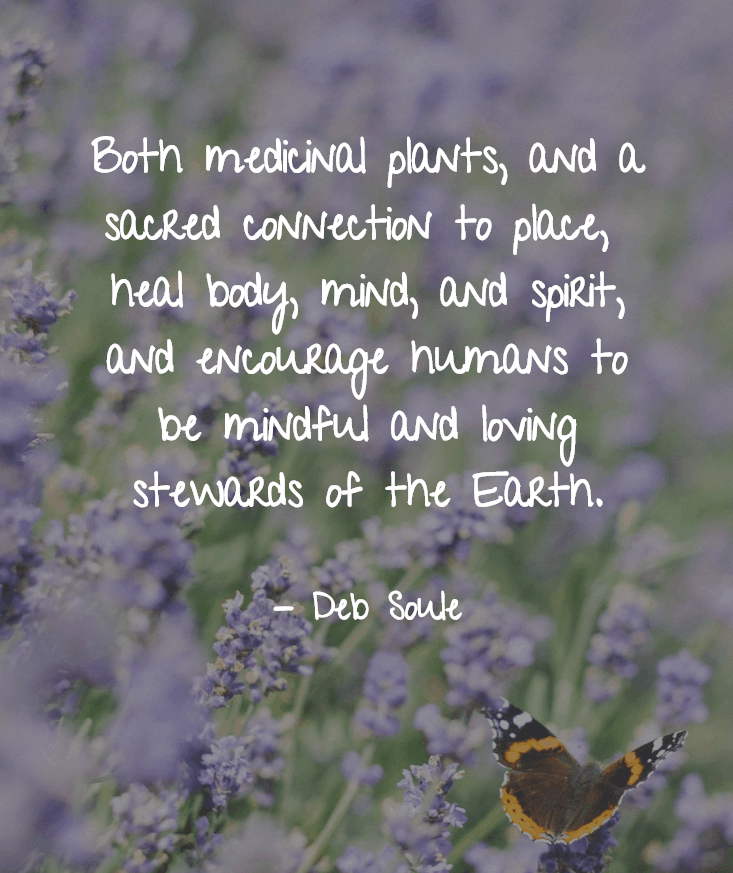 Both medicinal plants, and a
sacred connection to place,
heal body, mind, and spirit,
and encourage humans to
be mindful and loving
stewards of the Earth.
– Deb Soule